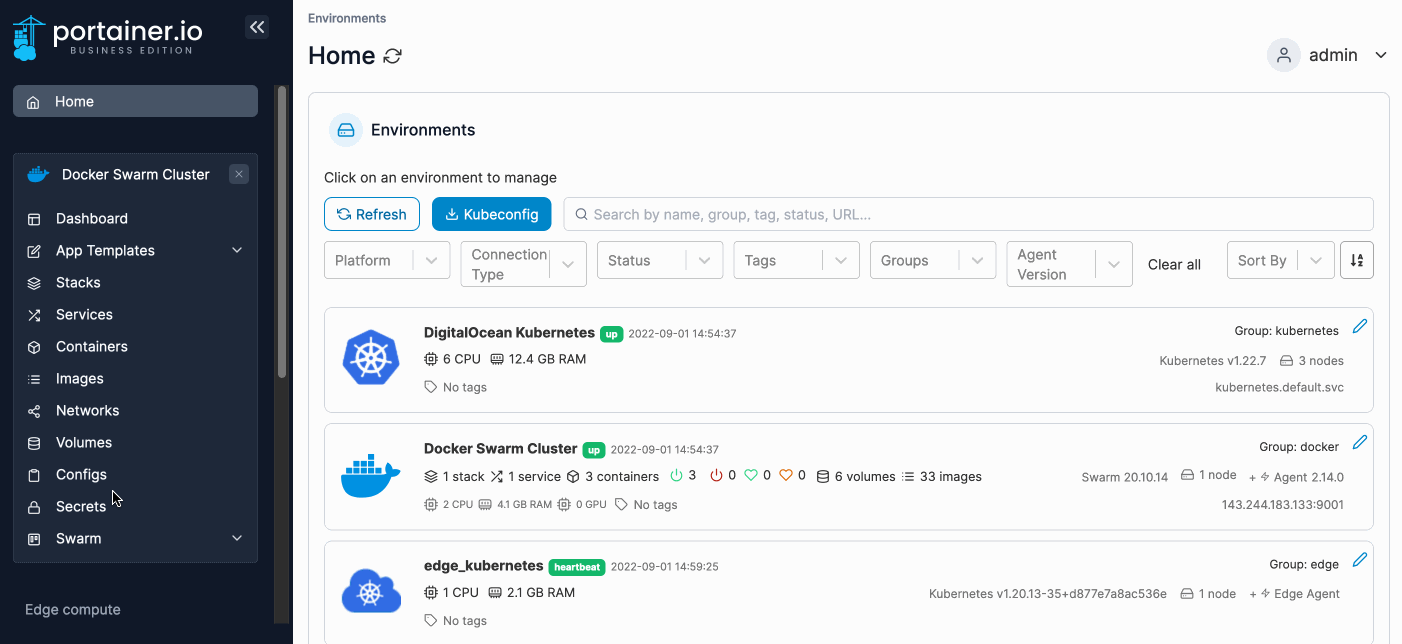 portainer.io
BUSINESS EDITION
Home
Docker Swarm Cluster
Dashboard
App Templates
Stacks
Services
Containers
Images
Networks
Volumes
Configs
Secrets
Swarm
Edge compute
Environments
Home
admin
Environments
Click on an environment to manage
Refresh
Kubeconfig
Search by name, group, tag, status, URL...
Platform
Connection
Type
Status
Tags
Groups
Agent
Version
Clear all
Sort By
DigitalOcean Kubernetes up 2022-09-01 14:54:37
Group: kubernetes
6 CPU 12.4 GB RAM
Kubernetes v1.22.7 3 nodes
No tags
kubernetes.default.svc
Docker Swarm Cluster up 2022-09-01 14:54:37
Group: docker
1 stack 1 service 3 containers 3 0 0 0 6 volumes 33 images
Swarm 20.10.14 1 node + Agent 2.14.0
2 CPU 4.1 GB RAM 0 GPU No tags
143.244.183.133:9001
edge_kubernetes heartbeat 2022-09-01 14:59:25
Group: edge
1 CPU 2.1 GB RAM
Kubernetes v1.20.13-35+d877e7a8ac536e 1 node + Edge Agent
No tags